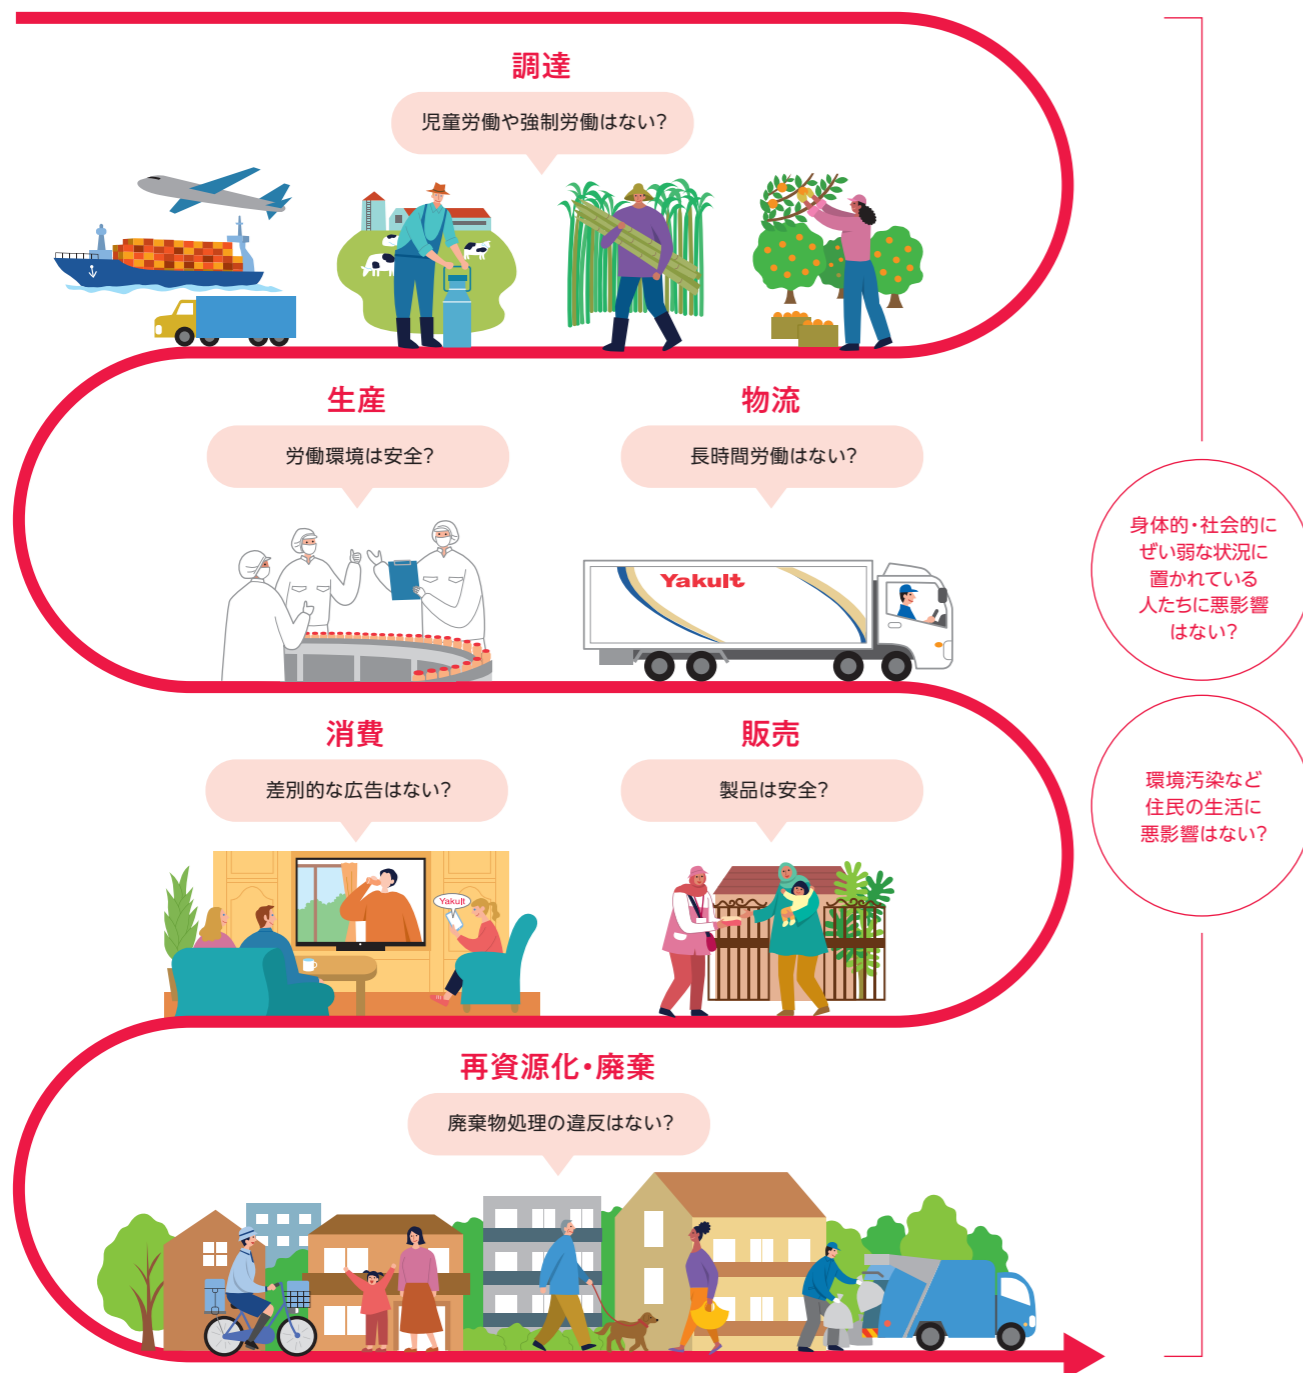 調達
児童労働や強制労働はない？
生産
労働環境は安全？
物流
長時間労働はない？
Yakult
販売
製品は安全？
消費
差別的な広告はない？
Yakult
再資源化・廃棄
廃棄物処理の違反はない？
身体的・社会的に
ぜい弱な状況に
置かれている
人たちに悪影響
はない？
環境汚染など
住民の生活に
悪影響はない？